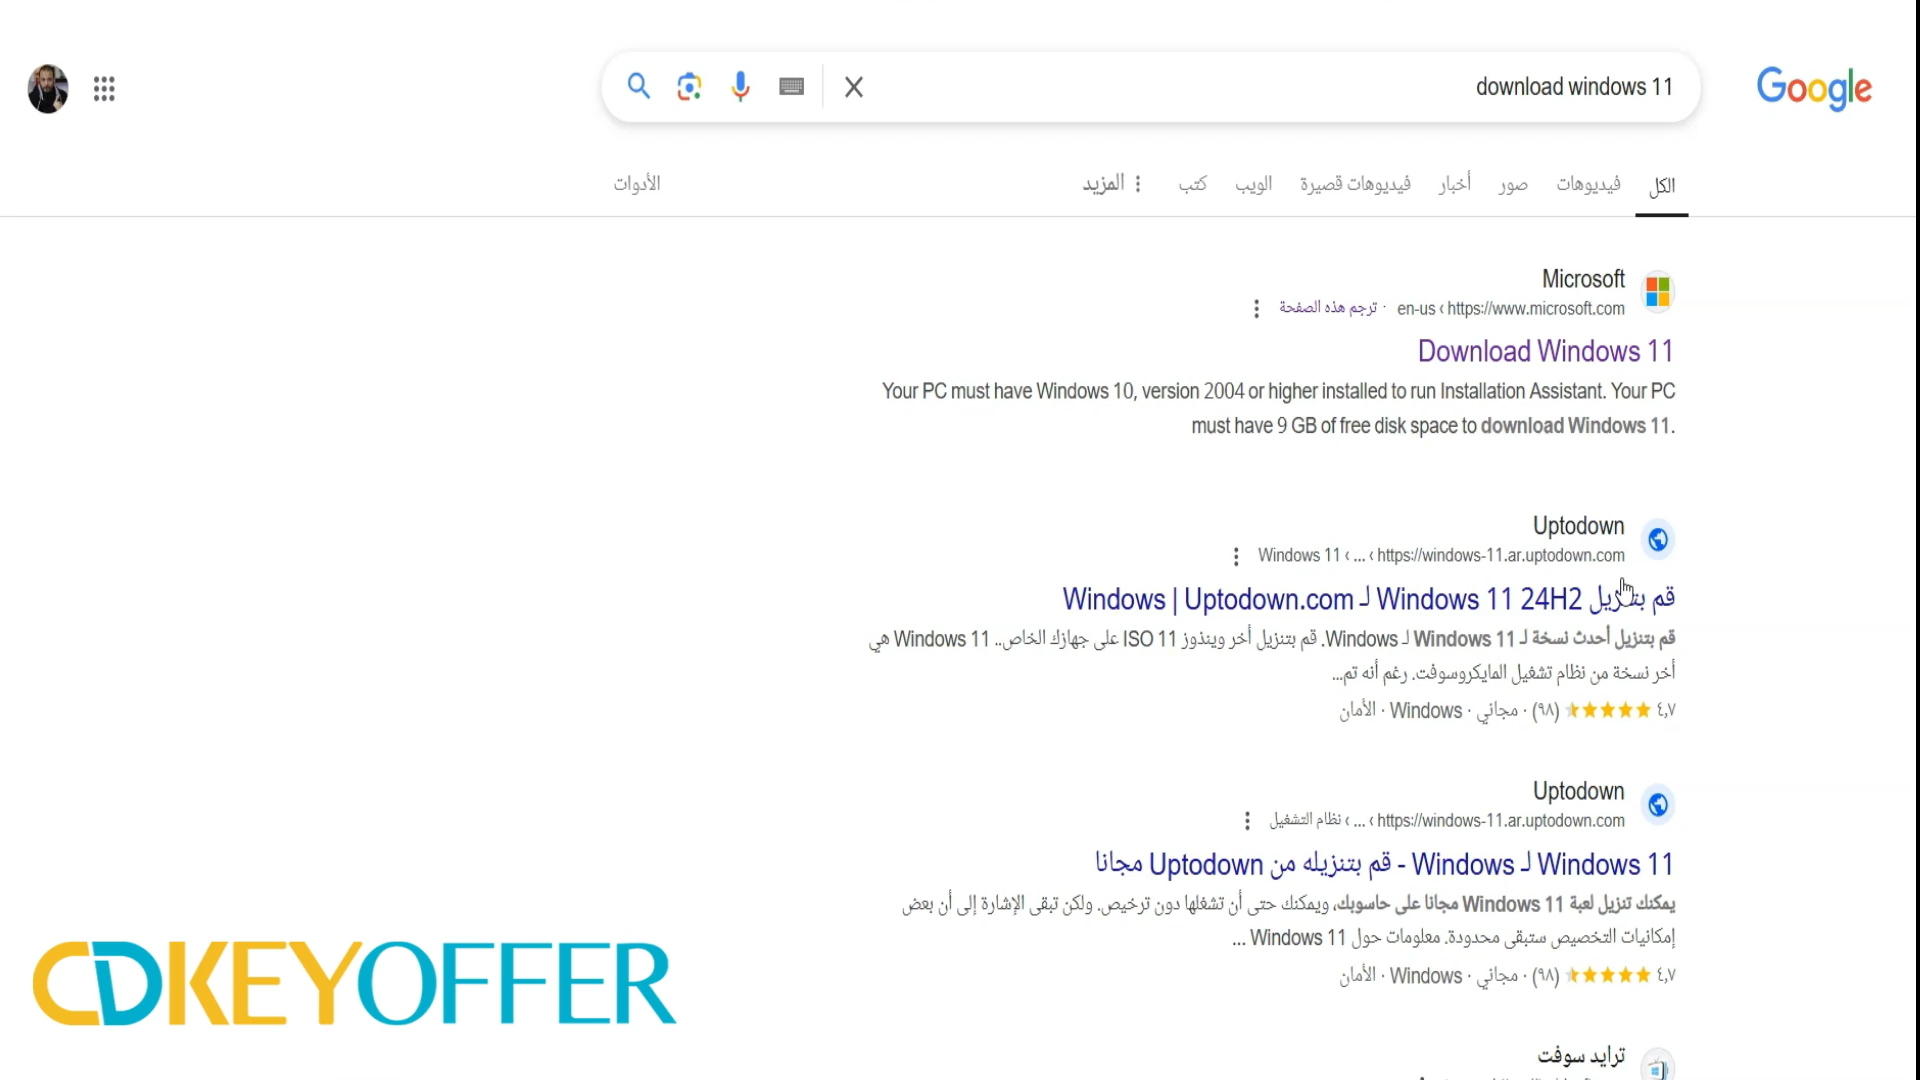 download windows 11
Google
الكل
فيديوهات
صور
أخبار
فيديوهات قصيرة
الويب
كتب
المزيد
الأدوات
Microsoft
https://www.microsoft.com › en-us · ترجم هذه الصفحة
Download Windows 11
Your PC must have Windows 10, version 2004 or higher installed to run Installation Assistant. Your PC
must have 9 GB of free disk space to download Windows 11.
Uptodown
https://windows-11.ar.uptodown.com › ... › Windows 11
قم بتنزيل Windows 11 24H2 لـ Windows | Uptodown.com
قم بتنزيل أحدث نسخة لـ Windows 11 لـ Windows. قم بتنزيل أخر وينذوز 11 ISO على جهازك الخاص.. Windows 11 هي
أخر نسخة من نظام تشغيل المايكروسوفت. رغم أنه تم...
٤,٧ (٩٨) · مجاني · Windows · الأمان
Uptodown
https://windows-11.ar.uptodown.com › ... › نظام التشغيل
Windows 11 لـ Windows - قم بتنزيله من Uptodown مجانا
يمكنك تنزيل لعبة Windows 11 مجانا على حاسوبك، ويمكنك حتى أن تشغلها دون ترخيص. ولكن تبقى الإشارة إلى أن بعض
إمكانيات التخصيص ستبقى محدودة. معلومات حول Windows 11 ...
٤,٧ (٩٨) · مجاني · Windows · الأمان
ترايد سوفت
CDKEYOFFER